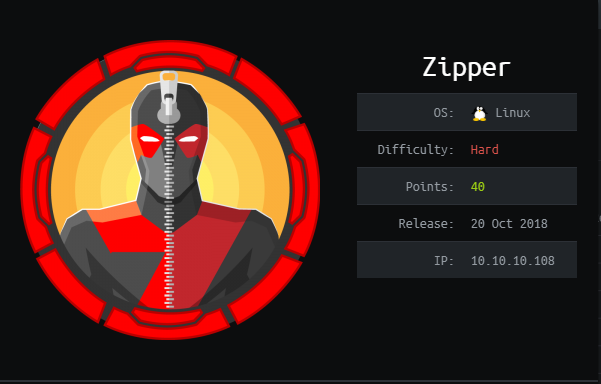 Zipper
OS: Linux
Difficulty: Hard
Points: 40
Release: 20 Oct 2018
IP: 10.10.10.108